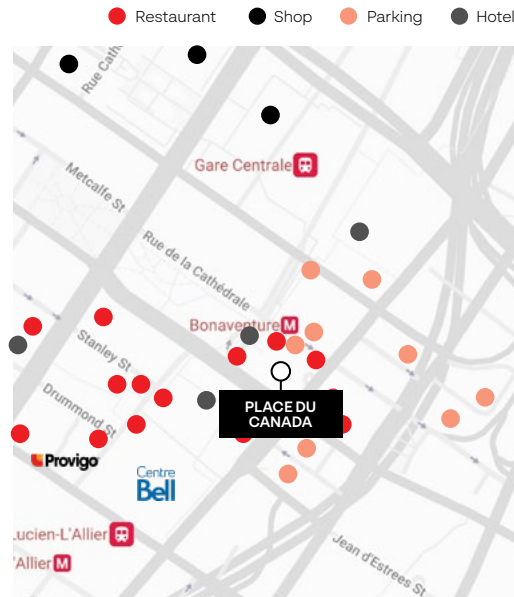 Restaurant
Shop
Parking
Hotel
Rue Cath
Gare Centrale
Metcalfe St
Rue de la Cathédrale
Bonaventure M
Stanley St
Drummond St
PLACE DU
CANADA
Provigo
Centre
Bell
ucien-L'Allier
'Allier M
Jean d'Estrees St